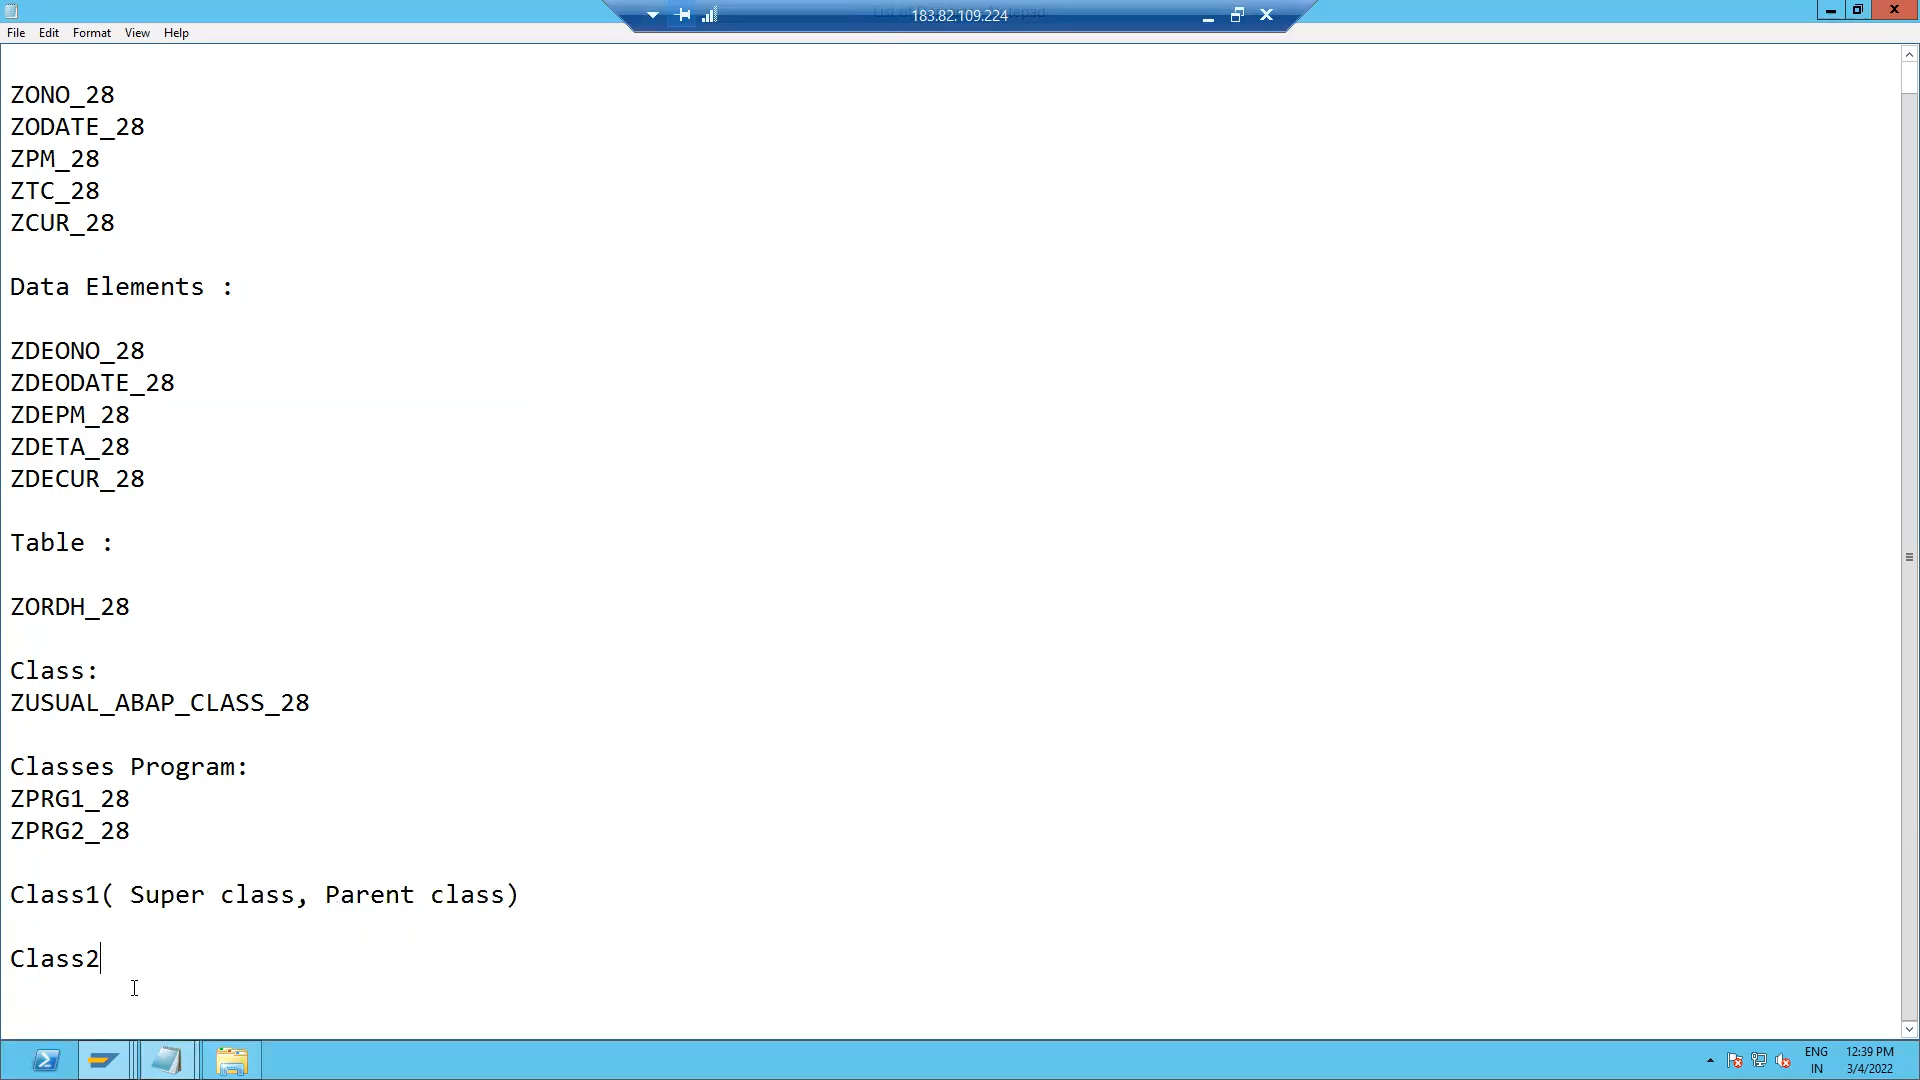 183.82.109.224
File Edit Format View Help
ZONO_28
ZODATE_28
ZPM_28
ZTC_28
ZCUR_28
Data Elements :
ZDEONO_28
ZDEODATE_28
ZDEPM_28
ZDETA_28
ZDECUR_28
Table :
ZORDH_28
Class:
ZUSUAL_ABAP_CLASS_28
Classes Program:
ZPRG1_28
ZPRG2_28
Class1( Super class, Parent class)
Class2
ENG 12:39 PM
IN 3/4/2022